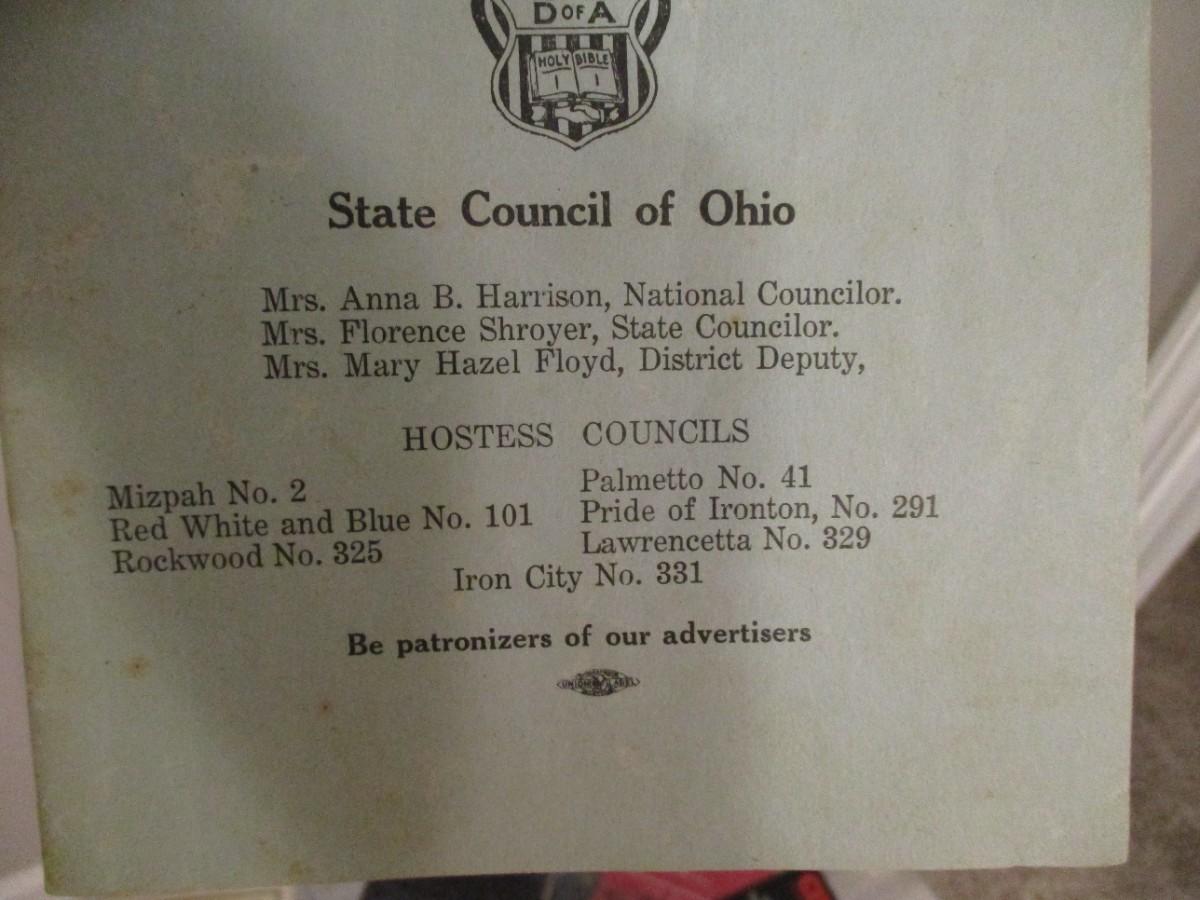 D OF A
HOLY BIBLE
State Council of Ohio
Mrs. Anna B. Harrison, National Councilor.
Mrs. Florence Shroyer, State Councilor.
Mrs. Mary Hazel Floyd, District Deputy,
HOSTESS COUNCILS
Mizpah No. 2
Red White and Blue No. 101
Rockwood No. 325
Palmetto No. 41
Pride of Ironton, No. 291
Lawrencetta No. 329
Iron City No. 331
Be patronizers of our advertisers
UNION LABEL